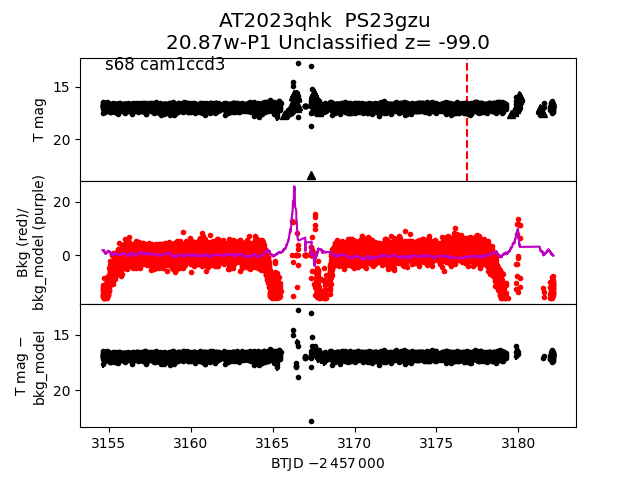 AT2023qhk PS23gzu
20.87w-P1 Unclassified z= -99.0
s68 cam1ccd3
T mag
15
20
Bkg (red)/
bkg_model (purple)
20
0
T mag −
bkg_model
15
20
3155 3160 3165 3170 3175 3180
BTJD −2 457 000